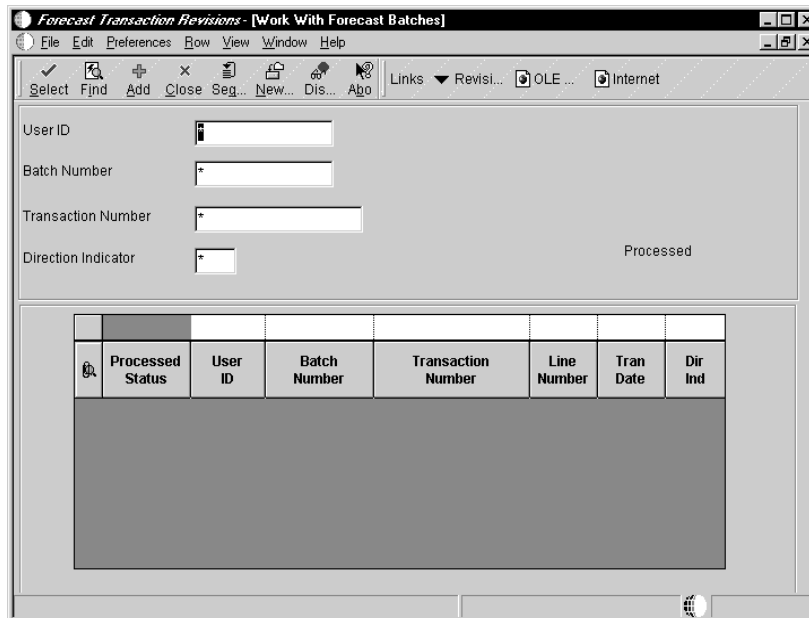 Forecast Transaction Revisions - [Work With Forecast Batches]
File Edit Preferences Row View Window Help
Select Find Add Close Seq... New... Dis... Abo Links Revisi... OLE ... Internet
User ID *
Batch Number *
Transaction Number *
Direction Indicator *
Processed
Processed Status User ID Batch Number Transaction Number Line Number Tran Date Dir Ind